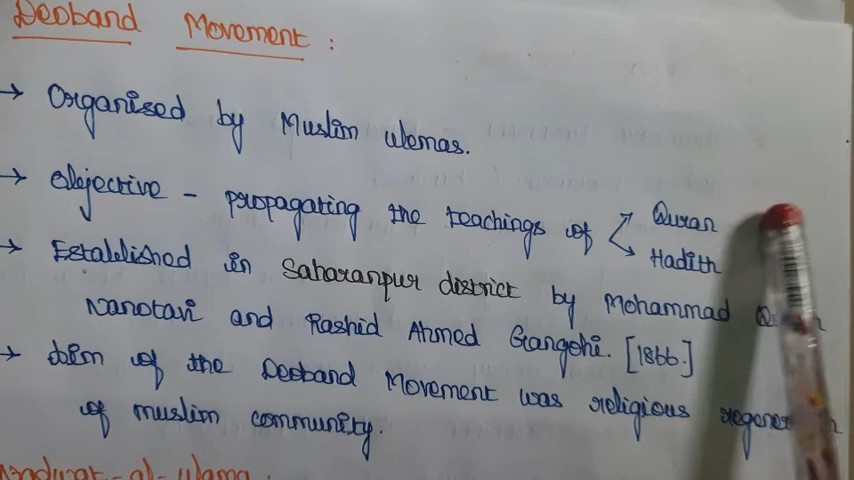 Deoband Movement :
→ Organised by Muslim ulemas.
→ Objective - propagating the teachings of Quran
Hadith
→ Established in Saharanpur district by Mohammad
Nanotavi and Rashid Ahmed Gangohi. [1866.]
→ Aim of the Deoband Movement was religious
of muslim community.